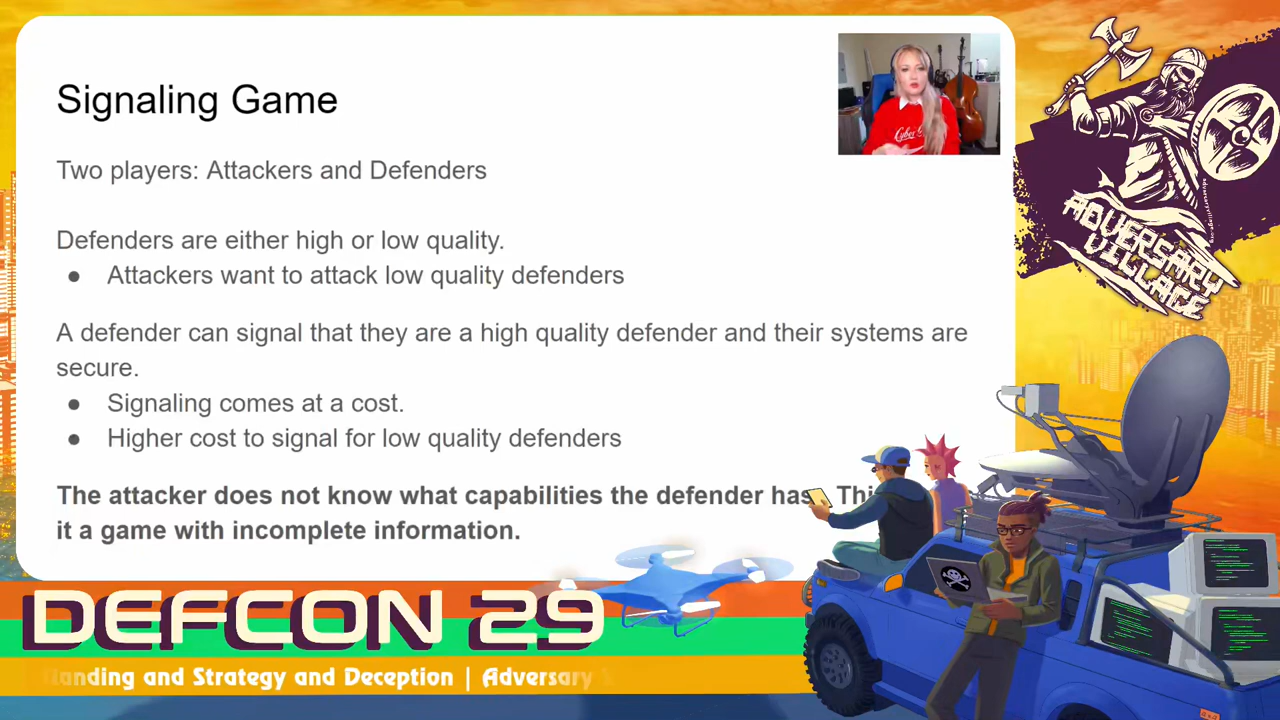 Signaling Game
Two players: Attackers and Defenders
Defenders are either high or low quality.
● Attackers want to attack low quality defenders
A defender can signal that they are a high quality defender and their systems are
secure.
● Signaling comes at a cost.
● Higher cost to signal for low quality defenders
The attacker does not know what capabilities the defender has. Thi
it a game with incomplete information.
ADVERSARY
VILLAGE
DEFCON 29
anding and Strategy and Deception | Adversary